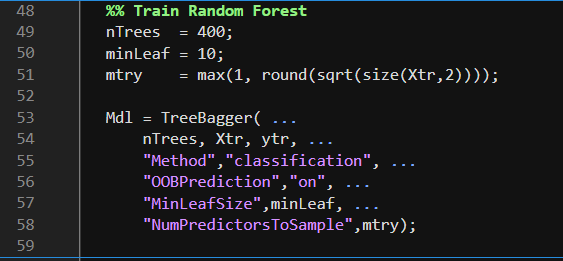 48 %% Train Random Forest
49 nTrees = 400;
50 minLeaf = 10;
51 mtry = max(1, round(sqrt(size(Xtr,2))));
52
53 Mdl = TreeBagger( ...
54 nTrees, Xtr, ytr, ...
55 "Method","classification", ...
56 "OOBPrediction","on", ...
57 "MinLeafSize",minLeaf, ...
58 "NumPredictorsToSample",mtry);
59